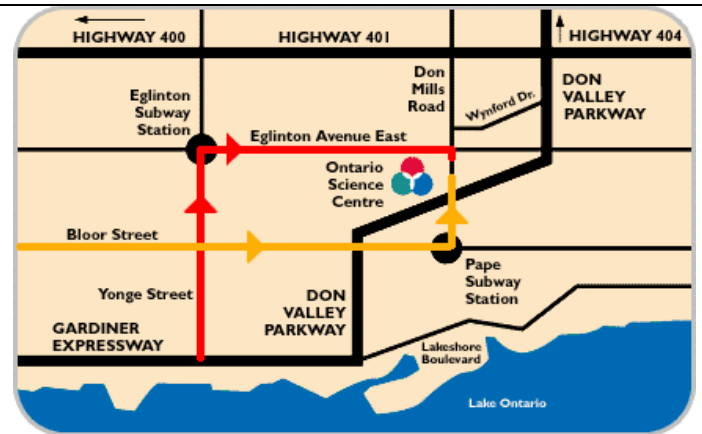 HIGHWAY 400
HIGHWAY 401
HIGHWAY 404
Don
Mills
Road
DON
VALLEY
PARKWAY
Eglinton
Subway
Station
Wynford Dr.
Eglinton Avenue East
Ontario
Science
Centre
Bloor Street
Pape
Subway
Station
Yonge Street
DON
VALLEY
PARKWAY
GARDINER
EXPRESSWAY
Lakeshore
Boulevard
Lake Ontario